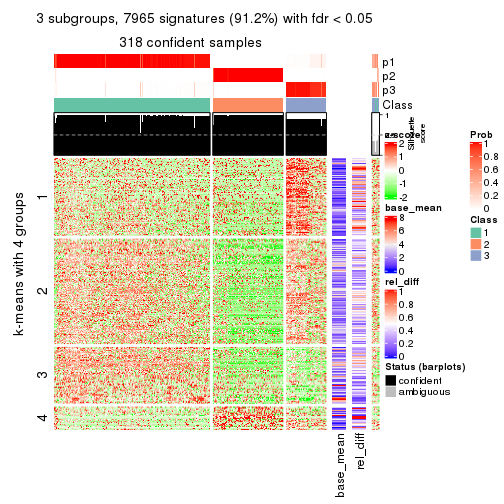 3 subgroups, 7965 signatures (91.2%) with fdr < 0.05
318 confident samples
p1
p2
p3
Class
1
Silhouette
score
z-score
2
1
0
-1
-2
base_mean
8
6
4
2
0
rel_diff
1
0.8
0.6
0.4
0.2
0
Status (barplots)
confident
ambiguous
Prob
1
0.8
0.6
0.4
0.2
0
Class
1
2
3
k-means with 4 groups
1
2
3
4
base_mean
rel_diff